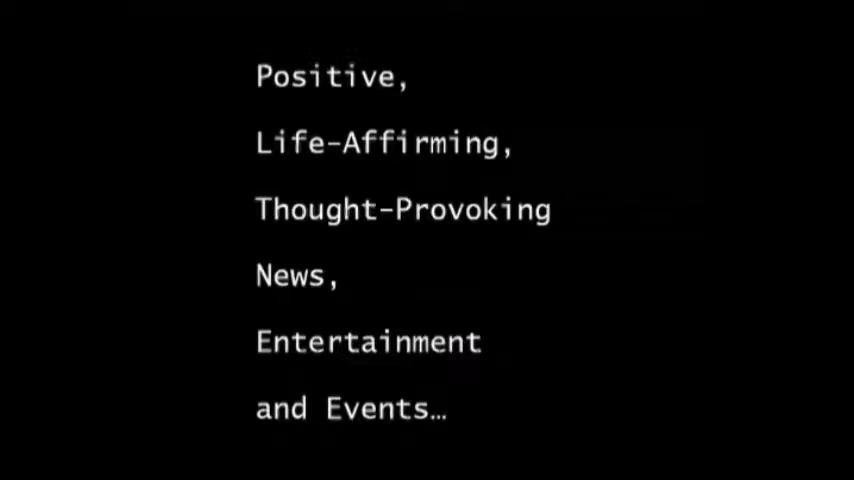 Positive,
Life-Affirming,
Thought-Provoking
News,
Entertainment
and Events…